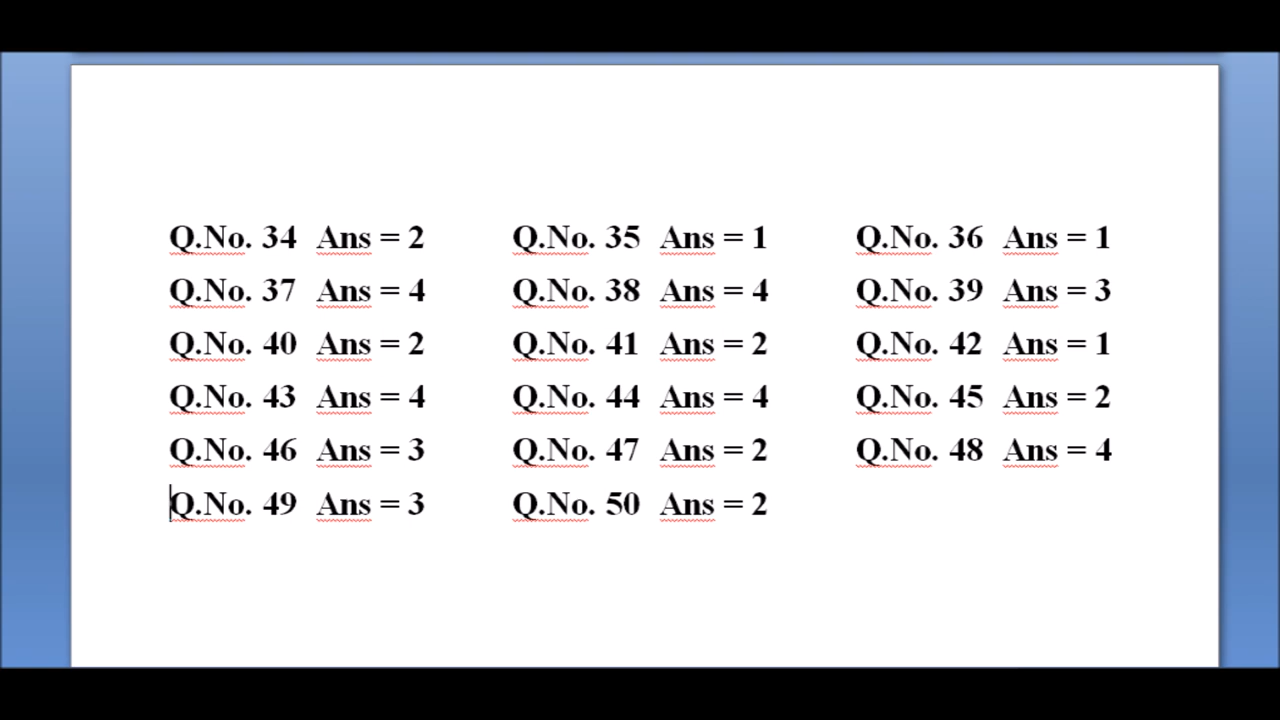 Q.No. 34 Ans = 2 Q.No. 35 Ans = 1 Q.No. 36 Ans = 1
Q.No. 37 Ans = 4 Q.No. 38 Ans = 4 Q.No. 39 Ans = 3
Q.No. 40 Ans = 2 Q.No. 41 Ans = 2 Q.No. 42 Ans = 1
Q.No. 43 Ans = 4 Q.No. 44 Ans = 4 Q.No. 45 Ans = 2
Q.No. 46 Ans = 3 Q.No. 47 Ans = 2 Q.No. 48 Ans = 4
Q.No. 49 Ans = 3 Q.No. 50 Ans = 2